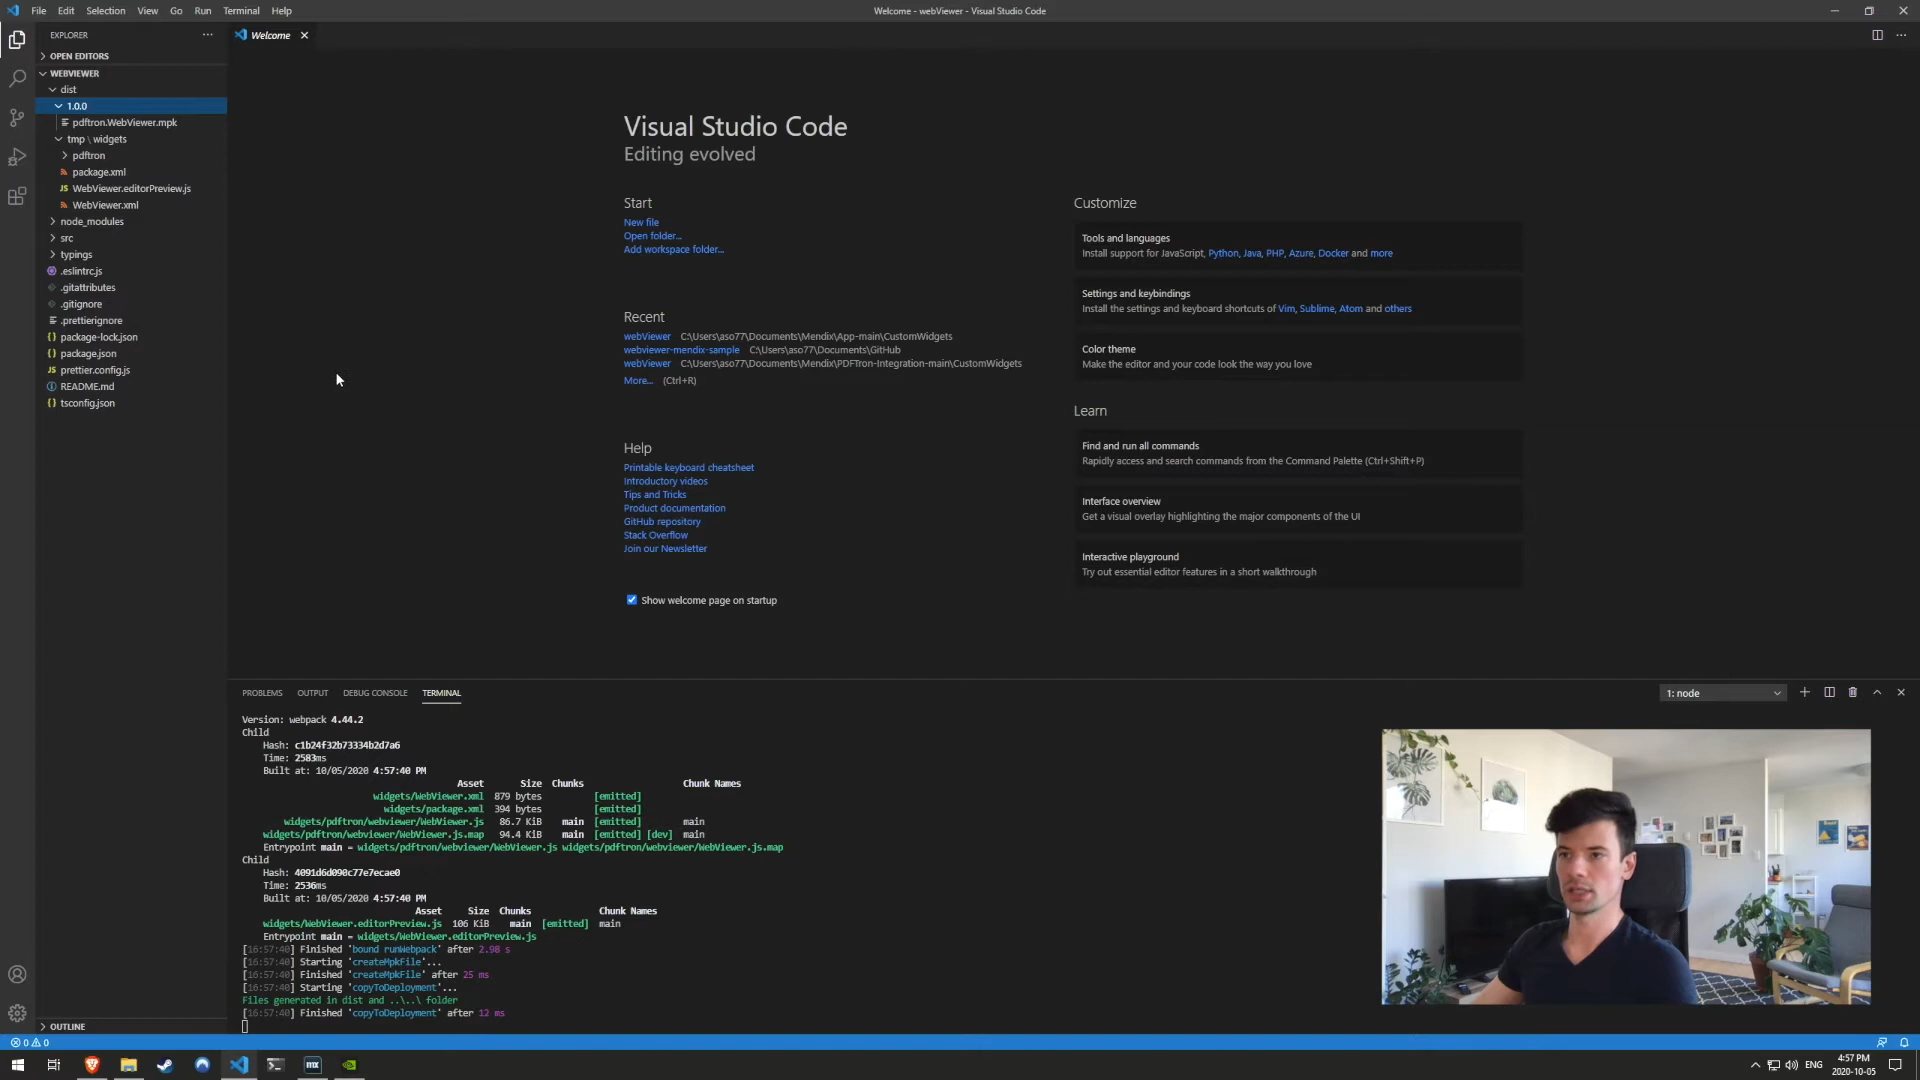 File Edit Selection View Go Run Terminal Help
Welcome - webViewer - Visual Studio Code
EXPLORER
Welcome
OPEN EDITORS
WEBVIEWER
dist
1.0.0
pdftron.WebViewer.mpk
tmp \ widgets
pdftron
package.xml
JS WebViewer.editorPreview.js
WebViewer.xml
node_modules
src
typings
.eslintrc.js
.gitattributes
.gitignore
.prettierignore
{} package-lock.json
{} package.json
JS prettier.config.js
README.md
{} tsconfig.json
OUTLINE
Visual Studio Code
Editing evolved
Start
New file
Open folder...
Add workspace folder...
Recent
webViewer C:\Users\aso77\Documents\Mendix\App-main\CustomWidgets
webviewer-mendix-sample C:\Users\aso77\Documents\GitHub
webViewer C:\Users\aso77\Documents\Mendix\PDFTron-Integration-main\CustomWidgets
More... (Ctrl+R)
Help
Printable keyboard cheatsheet
Introductory videos
Tips and Tricks
Product documentation
GitHub repository
Stack Overflow
Join our Newsletter
Show welcome page on startup
Customize
Tools and languages
Install support for JavaScript, Python, Java, PHP, Azure, Docker and more
Settings and keybindings
Install the settings and keyboard shortcuts of Vim, Sublime, Atom and others
Color theme
Make the editor and your code look the way you love
Learn
Find and run all commands
Rapidly access and search commands from the Command Palette (Ctrl+Shift+P)
Interface overview
Get a visual overlay highlighting the major components of the UI
Interactive playground
Try out essential editor features in a short walkthrough
PROBLEMS OUTPUT DEBUG CONSOLE TERMINAL
1: node
Version: webpack 4.44.2
Child
Hash: c1b24f32b73334b2d7a6
Time: 2583ms
Built at: 10/05/2020 4:57:40 PM
Asset Size Chunks Chunk Names
widgets/WebViewer.xml 879 bytes [emitted]
widgets/package.xml 394 bytes [emitted]
widgets/pdftron/webviewer/WebViewer.js 86.7 KiB main [emitted] main
widgets/pdftron/webviewer/WebViewer.js.map 94.4 KiB main [emitted] [dev] main
Entrypoint main = widgets/pdftron/webviewer/WebViewer.js widgets/pdftron/webviewer/WebViewer.js.map
Child
Hash: 4091d6d090c77e7ecae0
Time: 2536ms
Built at: 10/05/2020 4:57:40 PM
Asset Size Chunks Chunk Names
widgets/WebViewer.editorPreview.js 106 KiB main [emitted] main
Entrypoint main = widgets/WebViewer.editorPreview.js
[16:57:40] Finished 'bound runWebpack' after 2.98 s
[16:57:40] Starting 'createMpkFile'...
[16:57:40] Finished 'createMpkFile' after 25 ms
[16:57:40] Starting 'copyToDeployment'...
Files generated in dist and ..\..\ folder
[16:57:40] Finished 'copyToDeployment' after 12 ms
0 0
mx
ENG
4:57 PM
2020-10-05